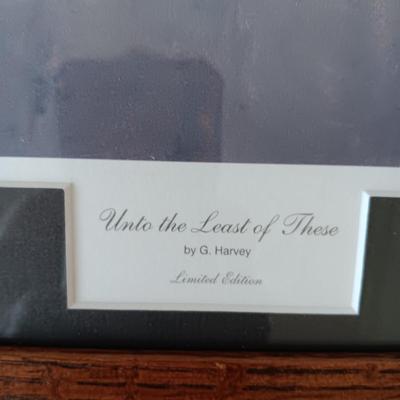 Unto the Least of These
by G. Harvey
Limited Edition